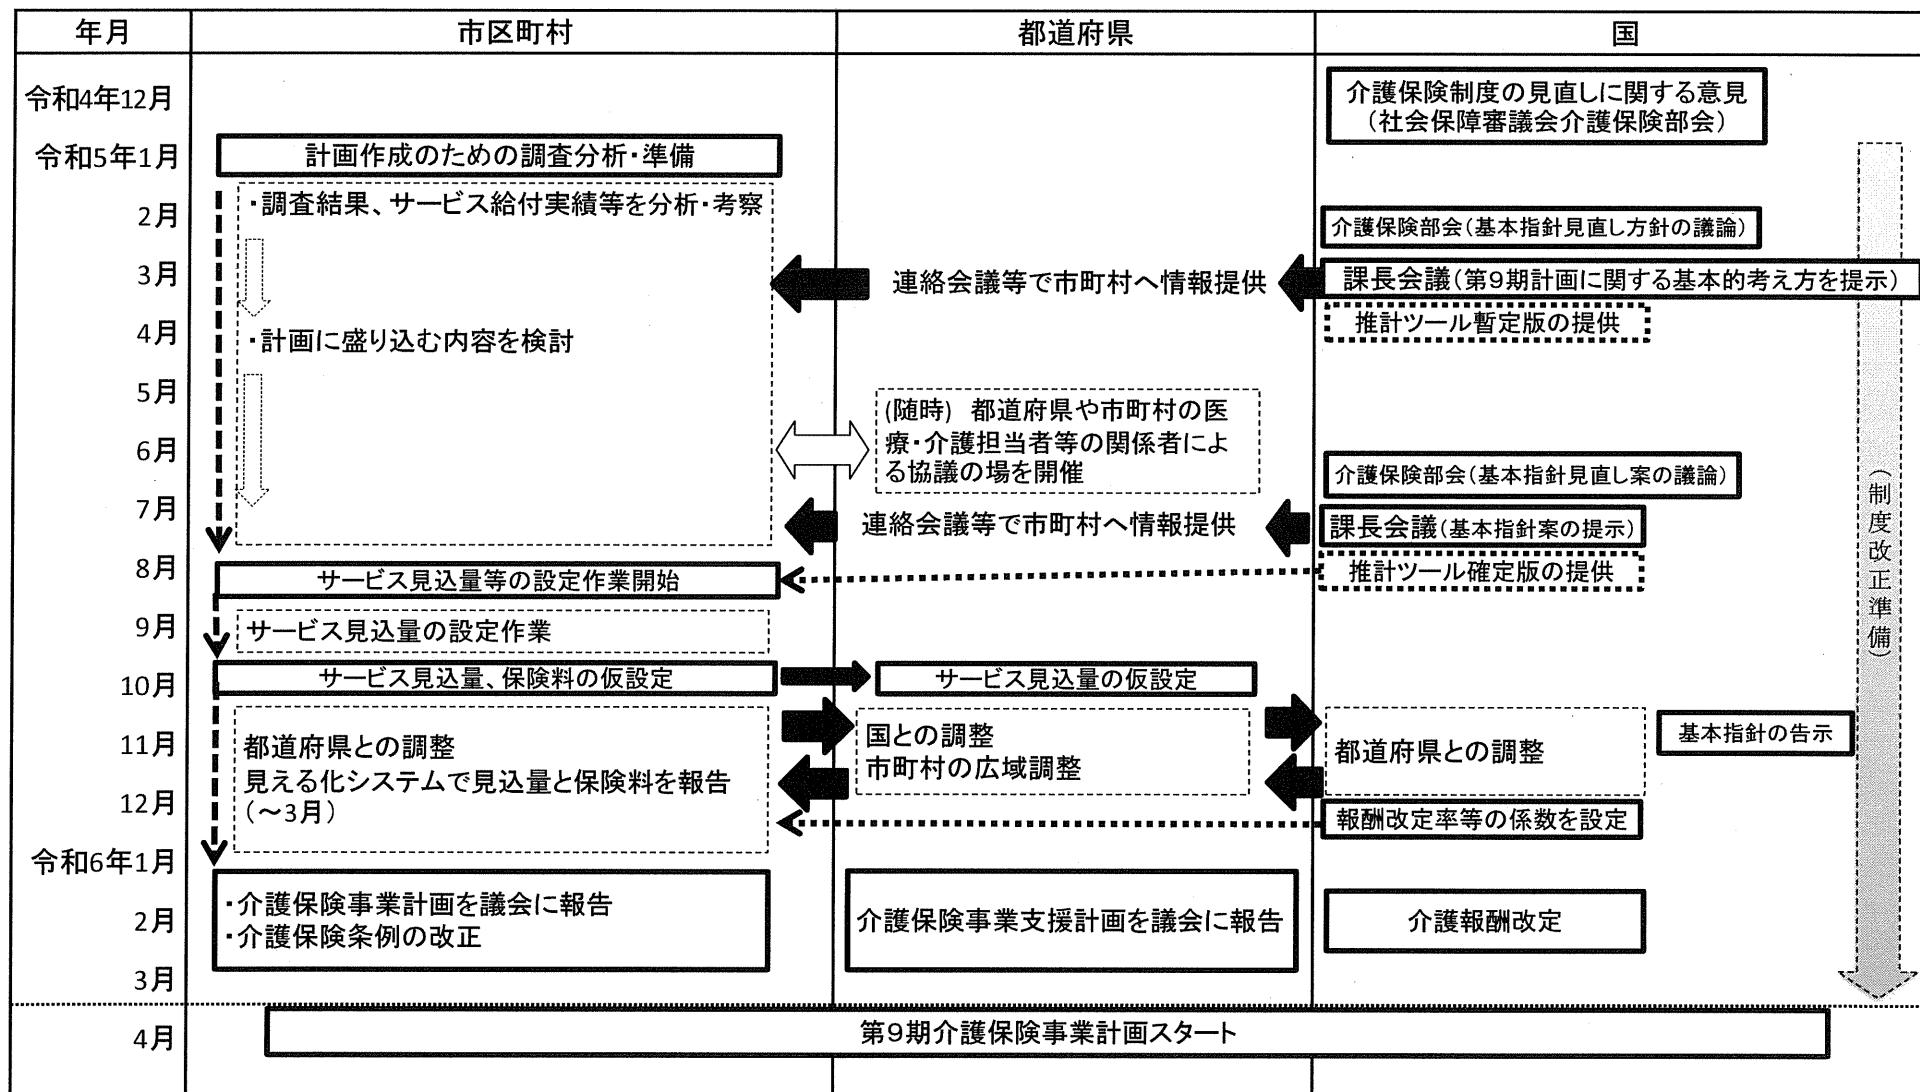 年月
市区町村
都道府県
国
令和4年12月
介護保険制度の見直しに関する意見
（社会保障審議会介護保険部会）
令和5年1月
計画作成のための調査分析・準備
・調査結果、サービス給付実績等を分析・考察
2月
介護保険部会（基本指針見直し方針の議論）
3月
連絡会議等で市町村へ情報提供
課長会議（第9期計画に関する基本的考え方を提示）
4月
・計画に盛り込む内容を検討
推計ツール暫定版の提供
5月
(随時) 都道府県や市町村の医
療・介護担当者等の関係者によ
る協議の場を開催
6月
介護保険部会（基本指針見直し案の議論）
7月
連絡会議等で市町村へ情報提供
課長会議（基本指針案の提示）
（制度改正準備）
8月
サービス見込量等の設定作業開始
推計ツール確定版の提供
9月
サービス見込量の設定作業
10月
サービス見込量、保険料の仮設定
サービス見込量の仮設定
11月
都道府県との調整
見える化システムで見込量と保険料を報告
（～3月）
国との調整
市町村の広域調整
都道府県との調整
基本指針の告示
12月
報酬改定率等の係数を設定
令和6年1月
・介護保険事業計画を議会に報告
・介護保険条例の改正
2月
介護保険事業支援計画を議会に報告
介護報酬改定
3月
4月
第9期介護保険事業計画スタート